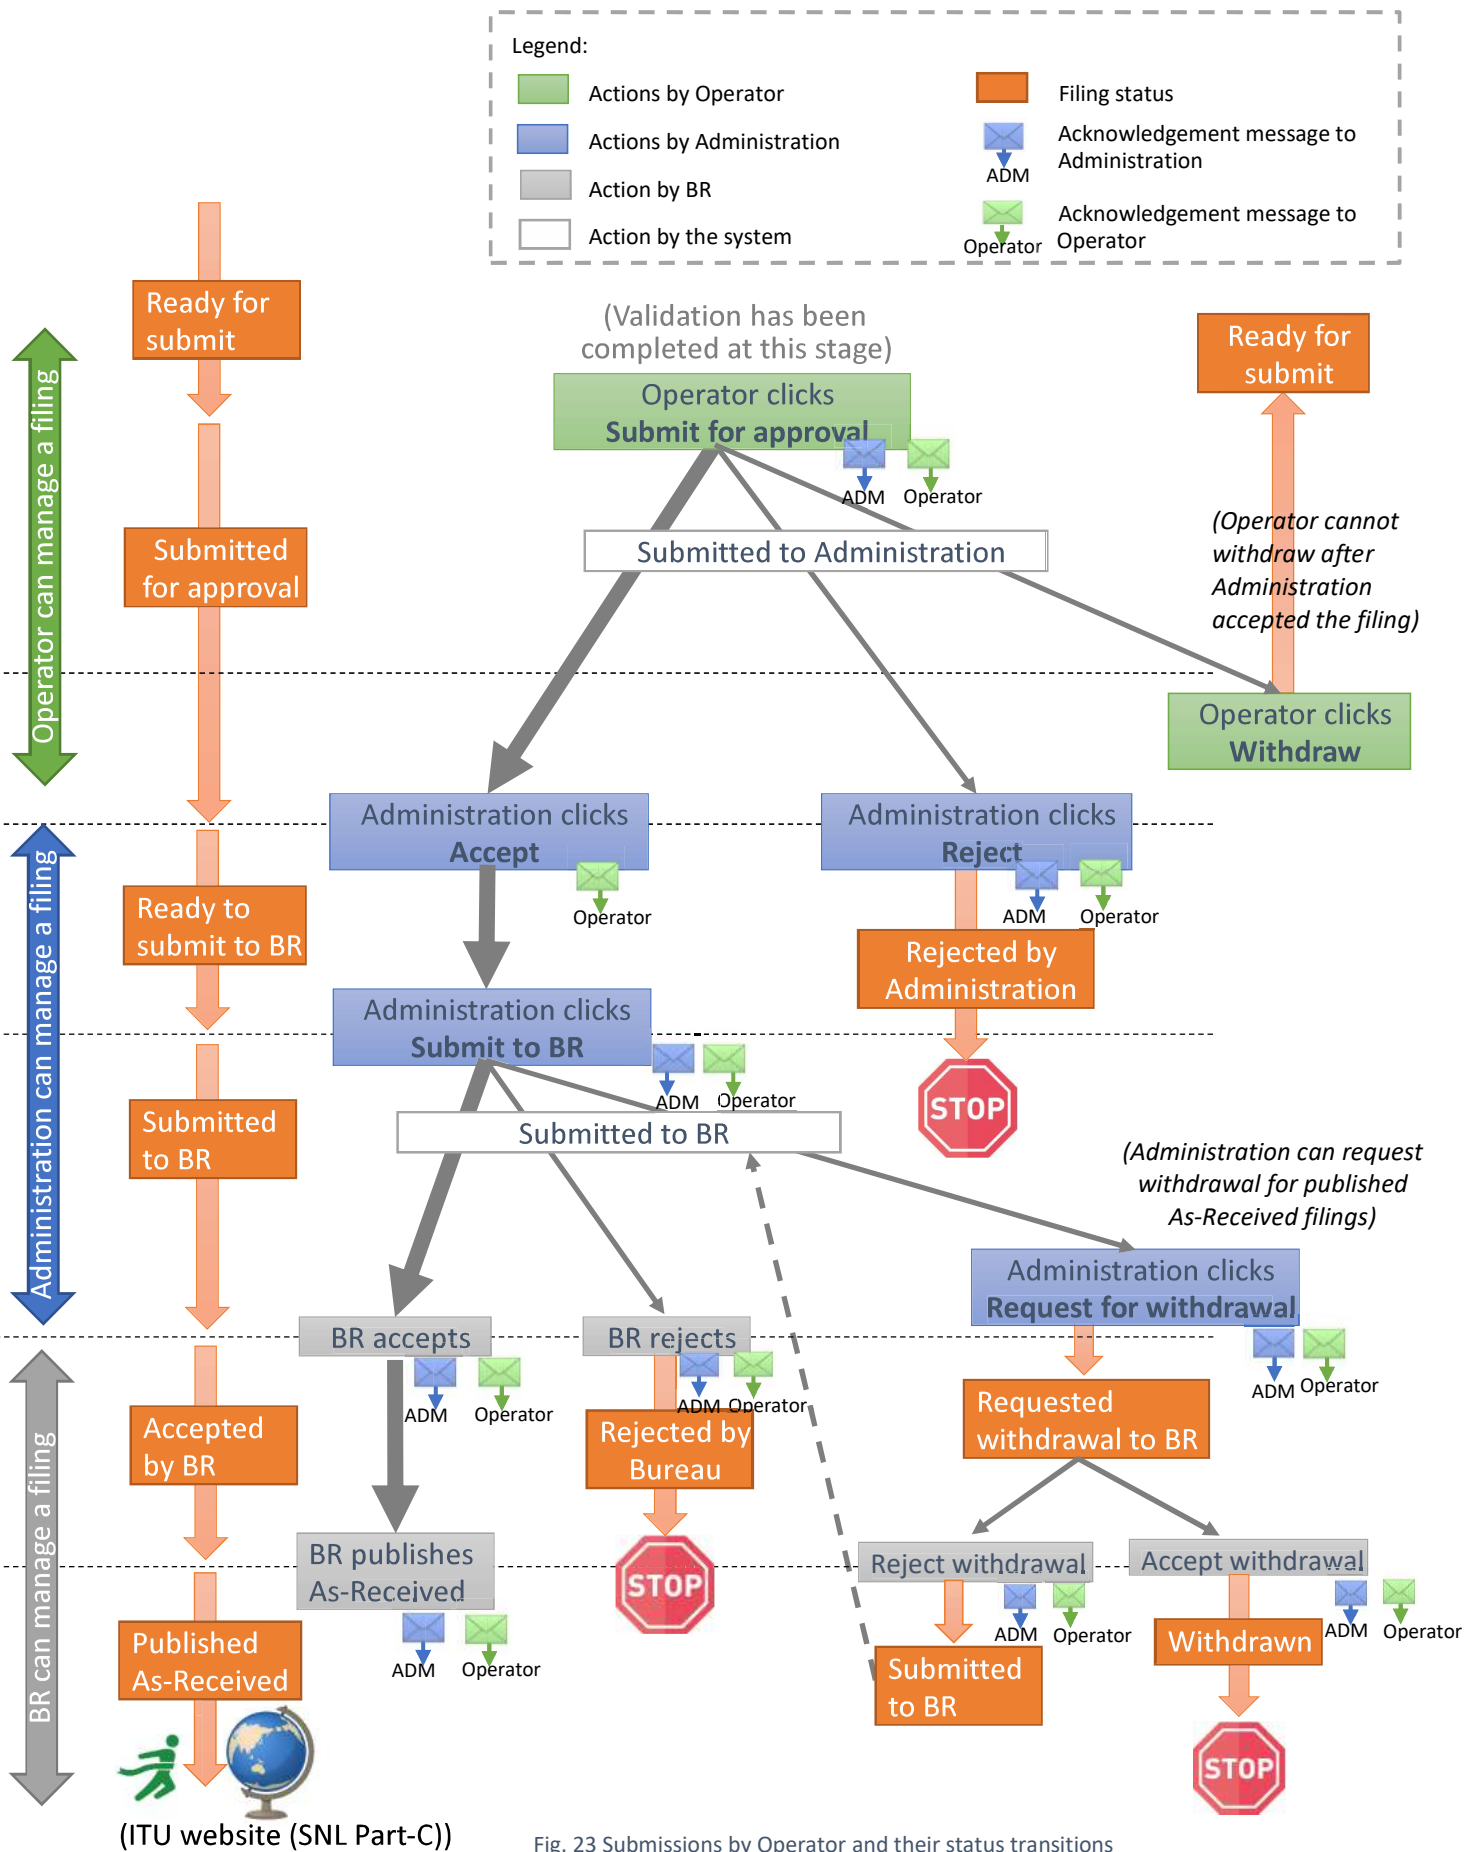 Legend:
Actions by Operator
Actions by Administration
Action by BR
Action by the system
Filing status
Acknowledgement message to
Administration
ADM
Acknowledgement message to
Operator
Operator
Operator can manage a filing
Administration can manage a filing
BR can manage a filing
Ready for
submit
Submitted
for approval
Ready to
submit to BR
Submitted
to BR
Accepted
by BR
Published
As-Received
(ITU website (SNL Part-C))
(Validation has been
completed at this stage)
Operator clicks
Submit for approval
ADM
Operator
Submitted to Administration
Ready for
submit
(Operator cannot
withdraw after
Administration
accepted the filing)
Operator clicks
Withdraw
Administration clicks
Accept
Operator
Administration clicks
Reject
ADM
Operator
Rejected by
Administration
STOP
Administration clicks
Submit to BR
ADM
Operator
Submitted to BR
(Administration can request
withdrawal for published
As-Received filings)
Administration clicks
Request for withdrawal
ADM
Operator
BR accepts
ADM
Operator
BR rejects
ADM
Operator
Rejected by
Bureau
STOP
Requested
withdrawal to BR
BR publishes
As-Received
ADM
Operator
Reject withdrawal
ADM
Operator
Submitted
to BR
Accept withdrawal
ADM
Operator
Withdrawn
STOP
Fig. 23 Submissions by Operator and their status transitions